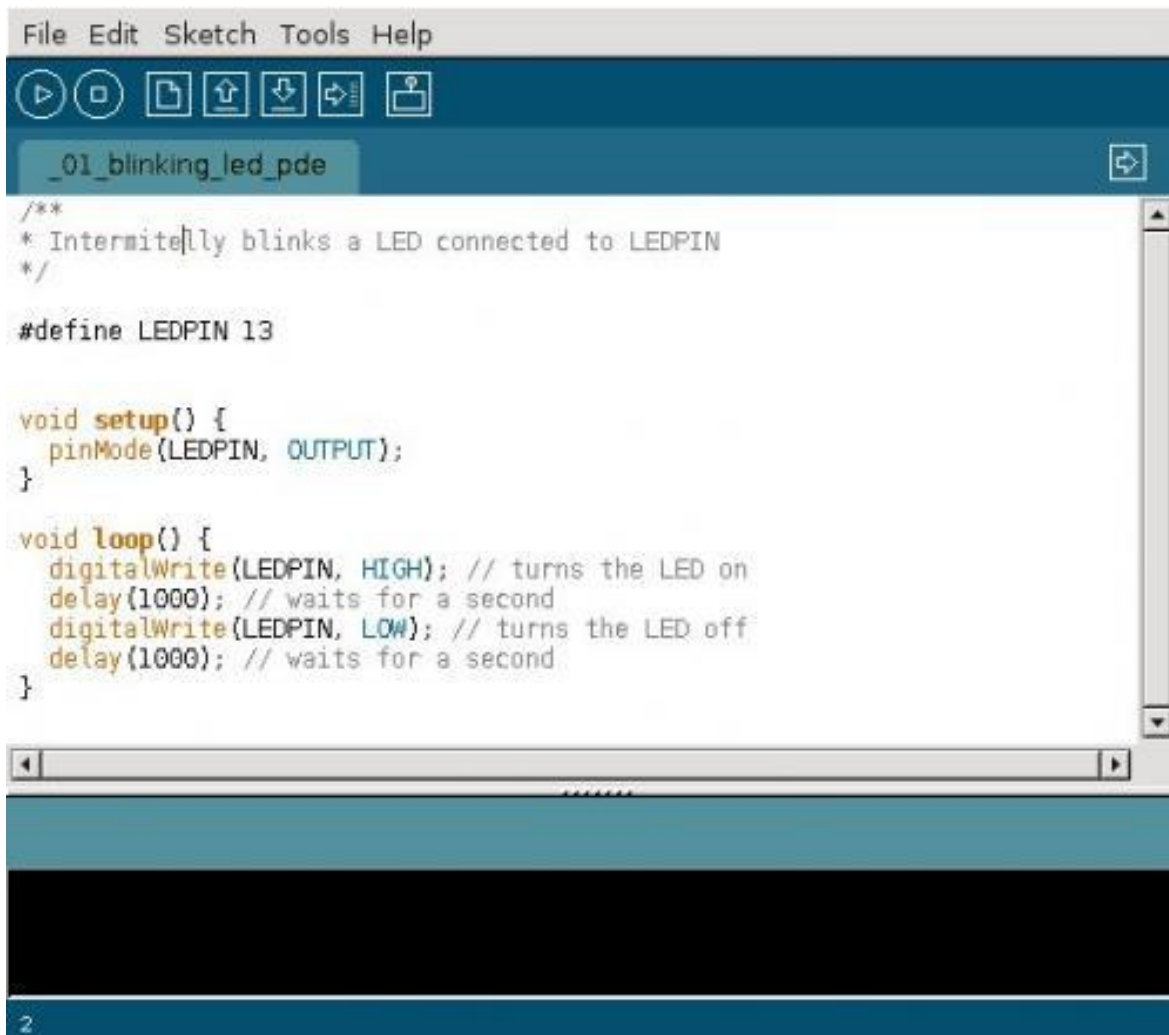 File Edit Sketch Tools Help
_01_blinking_led_pde
/**
* Intermitelly blinks a LED connected to LEDPIN
*/
#define LEDPIN 13
void setup() {
  pinMode(LEDPIN, OUTPUT);
}
void loop() {
  digitalWrite(LEDPIN, HIGH); // turns the LED on
  delay(1000); // waits for a second
  digitalWrite(LEDPIN, LOW); // turns the LED off
  delay(1000); // waits for a second
}
2